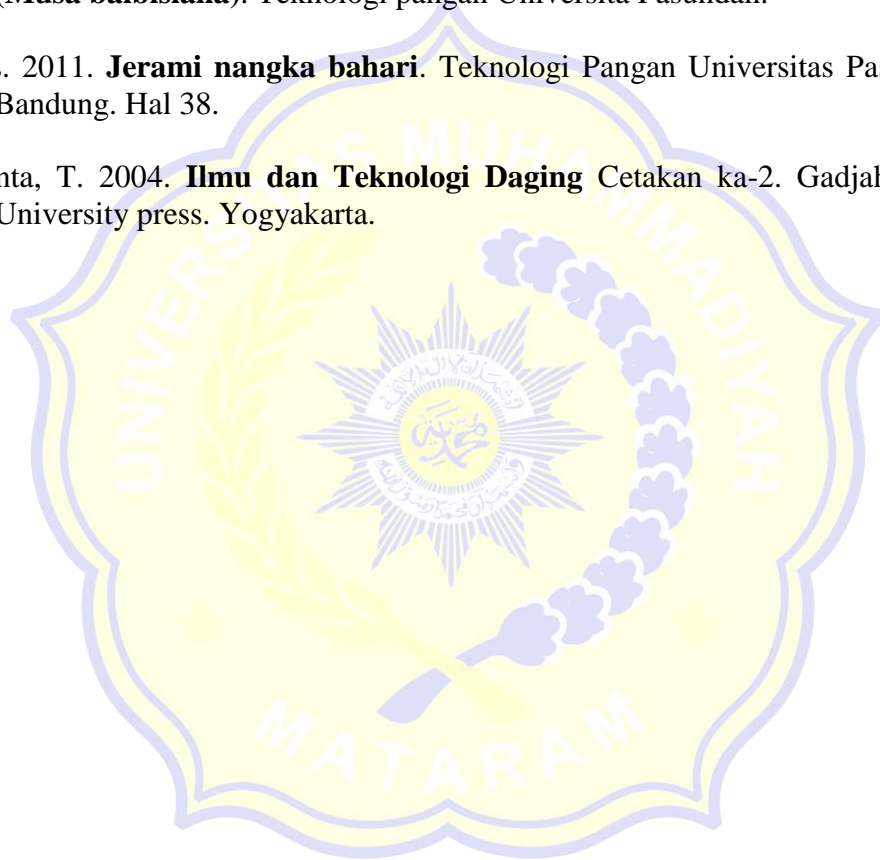 (Musa balbisiana). Teknologi pangan Universita Pasundan.
. 2011. Jerami nangka bahari. Teknologi Pangan Universitas Pas
Bandung. Hal 38.
nta, T. 2004. Ilmu dan Teknologi Daging Cetakan ka-2. Gadjah
University press. Yogyakarta.
UNIVERSITAS MUHAMMADIYAH
MATARAM